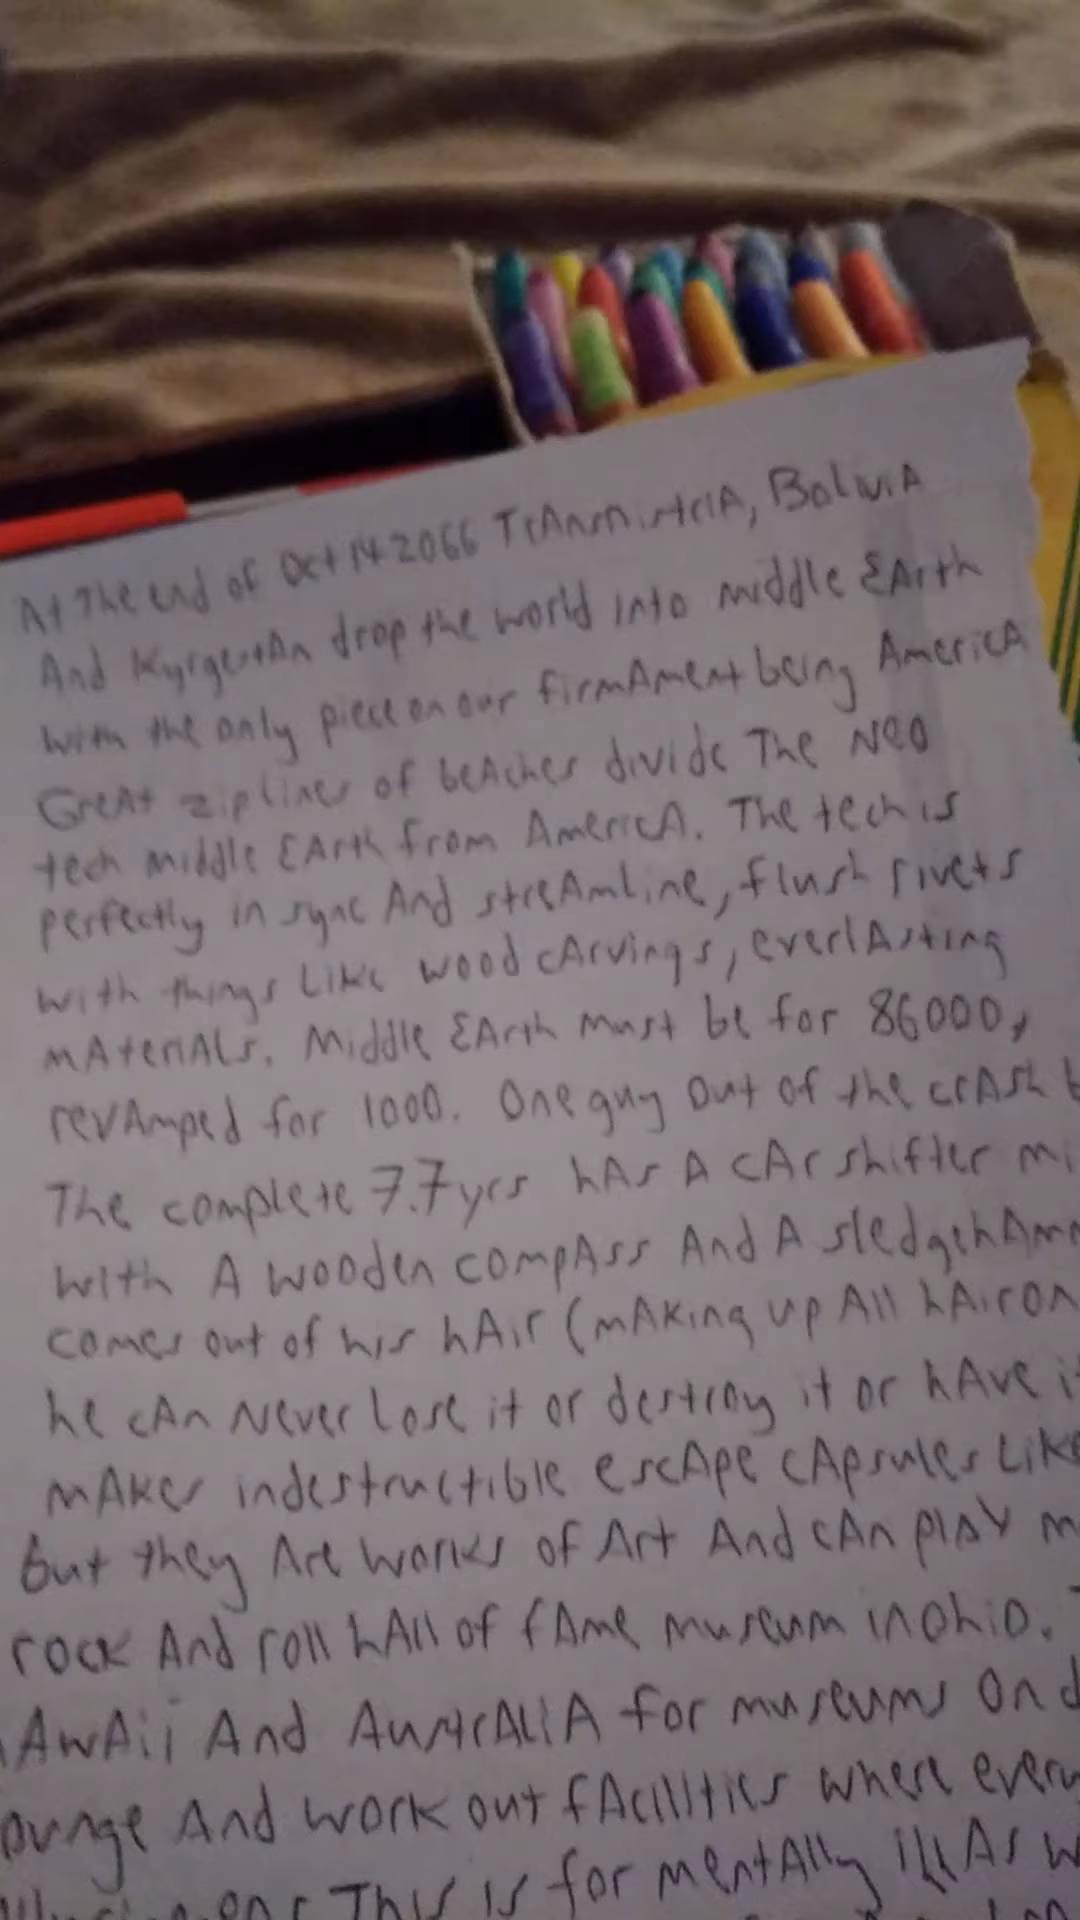 At The end of Oct 14 2066 TrAnsnistriA, BoliviA
And KyrgestAn drop the world into middle EArth
with the only piece on our firmAment being AmericA
GreAt zip lines of beAches divide The Neo
tech middle EArth from AmericA. The tech is
perfectly in sync And streAmline, flush rivets
with things like wood cArvings, everlAsting
mAteriAls. Middle EArth must be for 86000,
revAmped for 1000. One guy out of the crAsh
The complete 7.7 yrs hAs A cAr shifter
with A wooden compAss And A
comes out of his hAir (mAking up All
he cAn Never lose it or destroy it or hAve
mAkes indestructible escApe cApsules Like
but they Are works of Art And cAn plAy
rock And roll hAll of fAme museum in Ohio.
And AustrAliA for museums On
And work out fAcilities where
This is for mentAlly ill As